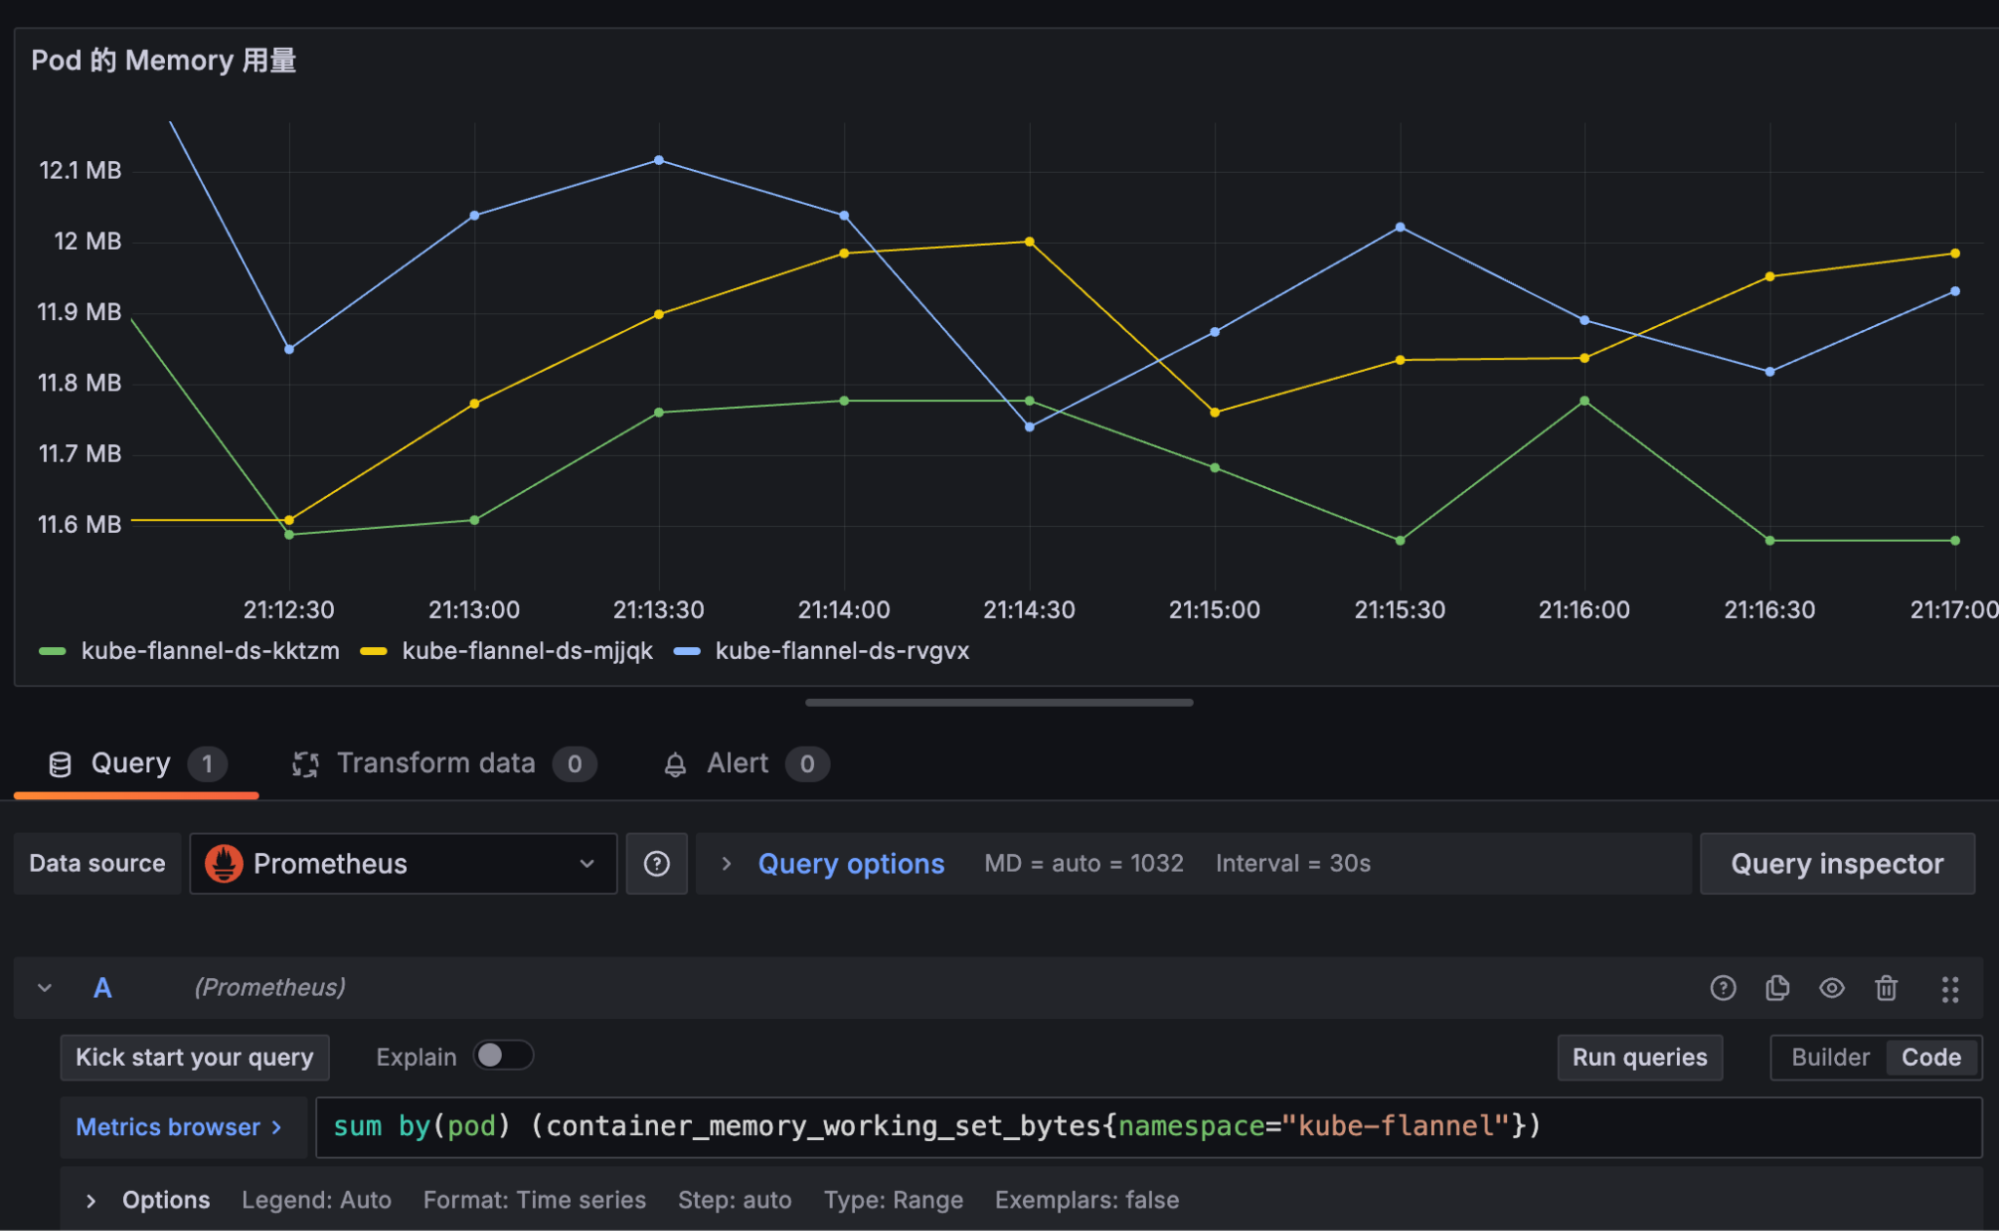 Pod 的 Memory 用量
12.1 MB
12 MB
11.9 MB
11.8 MB
11.7 MB
11.6 MB
21:12:30 21:13:00 21:13:30 21:14:00 21:14:30 21:15:00 21:15:30 21:16:00 21:16:30 21:17:00
kube-flannel-ds-kktzm kube-flannel-ds-mjjqk kube-flannel-ds-rvgvx
Query 1 Transform data 0 Alert 0
Data source Prometheus Query options MD = auto = 1032 Interval = 30s Query inspector
A (Prometheus)
Kick start your query Explain Run queries Builder Code
Metrics browser > sum by(pod) (container_memory_working_set_bytes{namespace="kube-flannel"})
Options Legend: Auto Format: Time series Step: auto Type: Range Exemplars: false